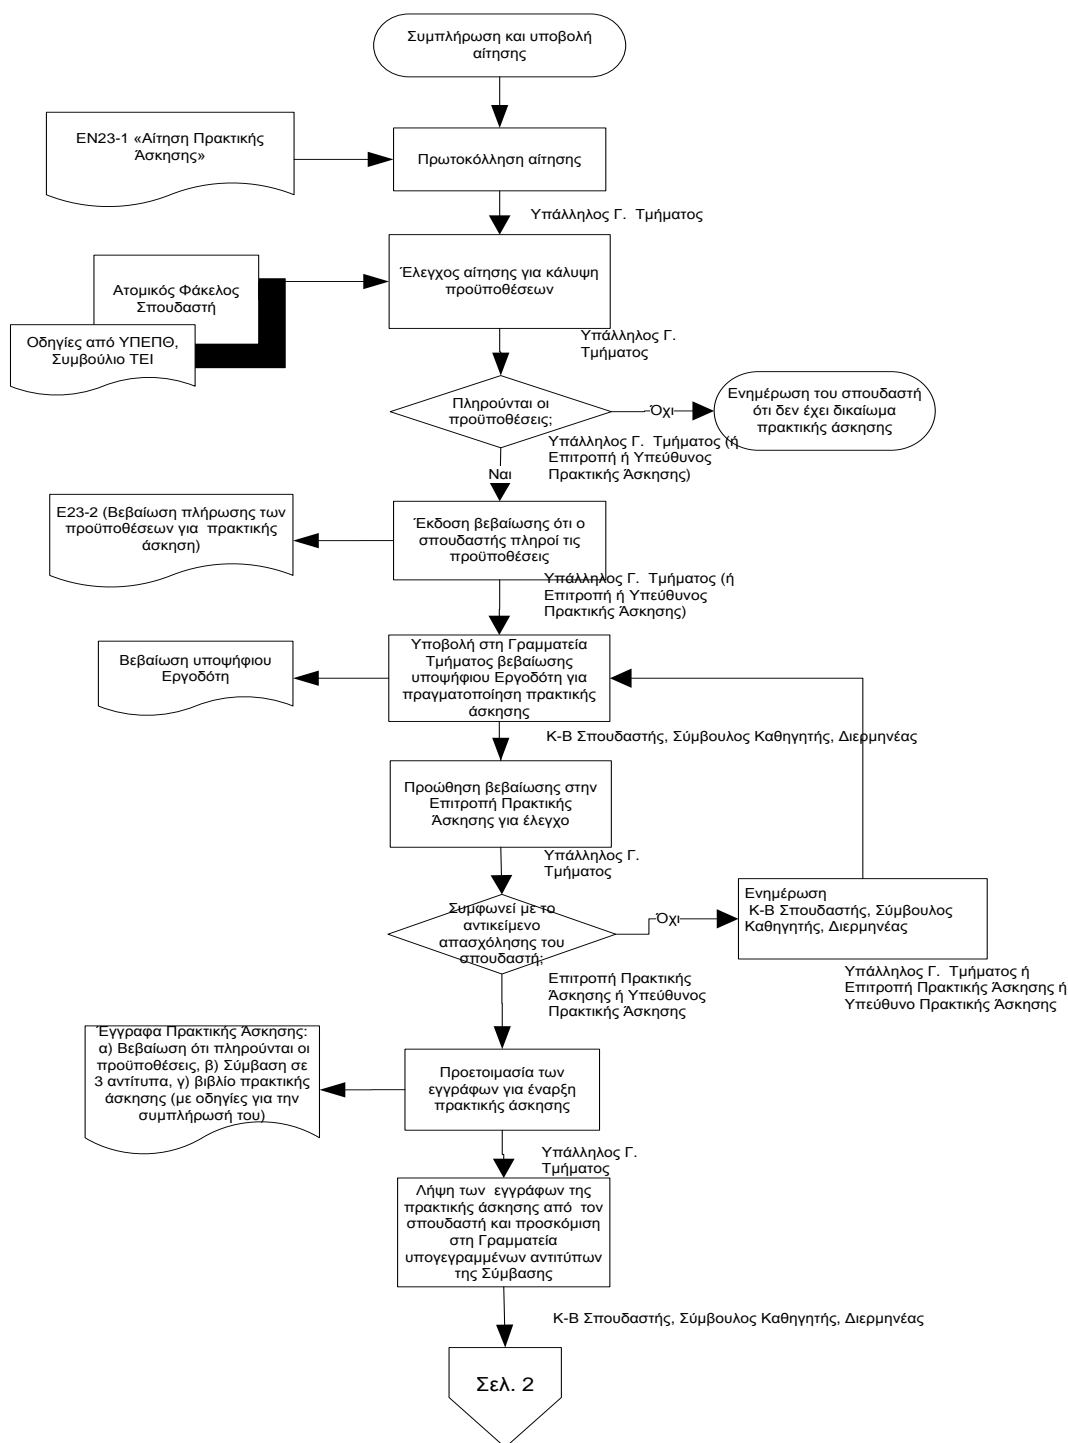 Συμπλήρωση και υποβολή
αίτησης
ΕΝ23-1 «Αίτηση Πρακτικής
Άσκησης»
Πρωτοκόλληση αίτησης
Υπάλληλος Γ. Τμήματος
Ατομικός Φάκελος
Σπουδαστή
Οδηγίες από ΥΠΕΠΘ,
Συμβούλιο ΤΕΙ
Έλεγχος αίτησης για κάλυψη
προϋποθέσεων
Υπάλληλος Γ.
Τμήματος
Πληρούνται οι
προϋποθέσεις;
Όχι
Ενημέρωση του σπουδαστή
ότι δεν έχει δικαίωμα
πρακτικής άσκησης
Υπάλληλος Γ. Τμήματος (ή
Επιτροπή ή Υπεύθυνος
Πρακτικής Άσκησης)
Ναι
Ε23-2 (Βεβαίωση πλήρωσης των
προϋποθέσεων για πρακτικής
άσκηση)
Έκδοση βεβαίωσης ότι ο
σπουδαστής πληροί τις
προϋποθέσεις
Υπάλληλος Γ. Τμήματος (ή
Επιτροπή ή Υπεύθυνος
Πρακτικής Άσκησης)
Βεβαίωση υποψήφιου
Εργοδότη
Υποβολή στη Γραμματεία
Τμήματος βεβαίωσης
υποψήφιου Εργοδότη για
πραγματοποίηση πρακτικής
άσκησης
Κ-Β Σπουδαστής, Σύμβουλος Καθηγητής, Διερμηνέας
Προώθηση βεβαίωσης στην
Επιτροπή Πρακτικής
Άσκησης για έλεγχο
Υπάλληλος Γ.
Τμήματος
Συμφωνεί με το
αντικείμενο
απασχόλησης του
σπουδαστή;
Όχι
Ενημέρωση
Κ-Β Σπουδαστής, Σύμβουλος
Καθηγητής, Διερμηνέας
Υπάλληλος Γ. Τμήματος ή
Επιτροπή Πρακτικής Άσκησης ή
Υπεύθυνο Πρακτικής Άσκησης
Επιτροπή Πρακτικής
Άσκησης ή Υπεύθυνος
Πρακτικής Άσκησης
Έγγραφα Πρακτικής Άσκησης:
α) Βεβαίωση ότι πληρούνται οι
προϋποθέσεις, β) Σύμβαση σε
3 αντίτυπα, γ) βιβλίο πρακτικής
άσκησης (με οδηγίες για την
συμπλήρωσή του)
Προετοιμασία των
εγγράφων για έναρξη
πρακτικής άσκησης
Υπάλληλος Γ.
Τμήματος
Λήψη των εγγράφων της
πρακτικής άσκησης από τον
σπουδαστή και προσκόμιση
στη Γραμματεία
υπογεγραμμένων αντιτύπων
της Σύμβασης
Κ-Β Σπουδαστής, Σύμβουλος Καθηγητής, Διερμηνέας
Σελ. 2